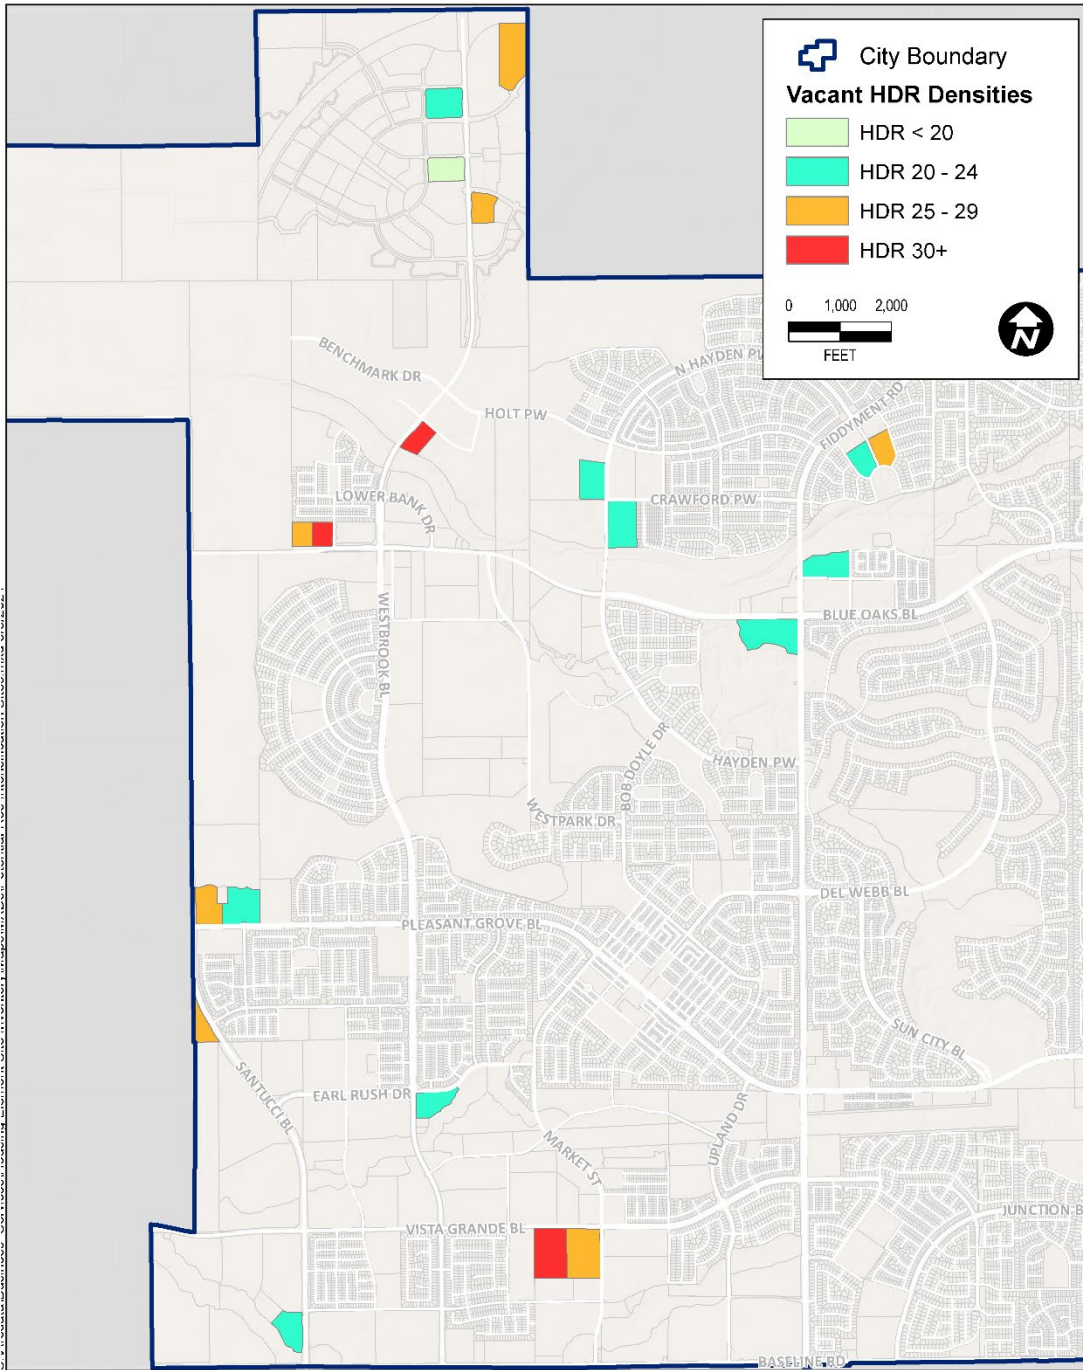 City Boundary
Vacant HDR Densities
HDR < 20
HDR 20 - 24
HDR 25 - 29
HDR 30+
0 1,000 2,000
FEET
N
N HAYDEN PW
BENCHMARK DR
HOLT PW
FIDDYMENT RD
LOWER BANK DR
CRAWFORD PW
WESTBROOK BL
BLUE OAKS BL
BOB DOYLE DR
HAYDEN PW
WESTPARK DR
DEL WEBB BL
PLEASANT GROVE BL
SUN CITY BL
SANTUCCI BL
EARL RUSH DR
UPLAND DR
MARKET ST
JUNCTION B
VISTA GRANDE BL
BASELINE RD